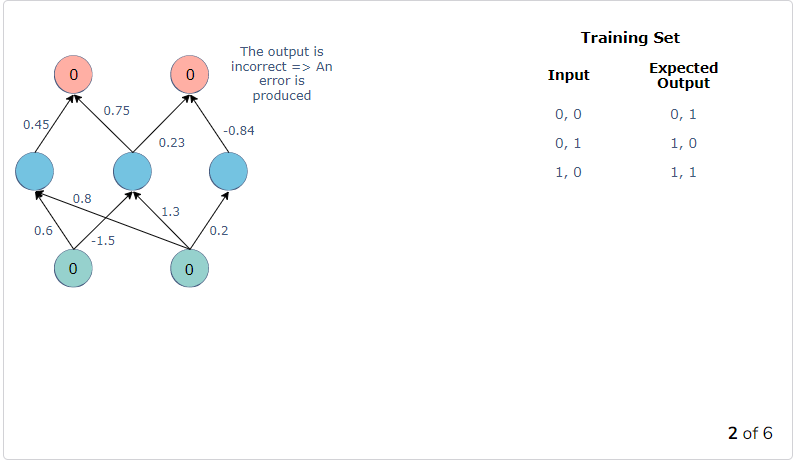 Training Set
The output is
incorrect => An
error is
produced
0
0
0.45
0.75
0.23
-0.84
0.8
1.3
0.6
-1.5
0.2
0
0
Input
Expected
Output
0, 0
0, 1
0, 1
1, 0
1, 0
1, 1
2 of 6